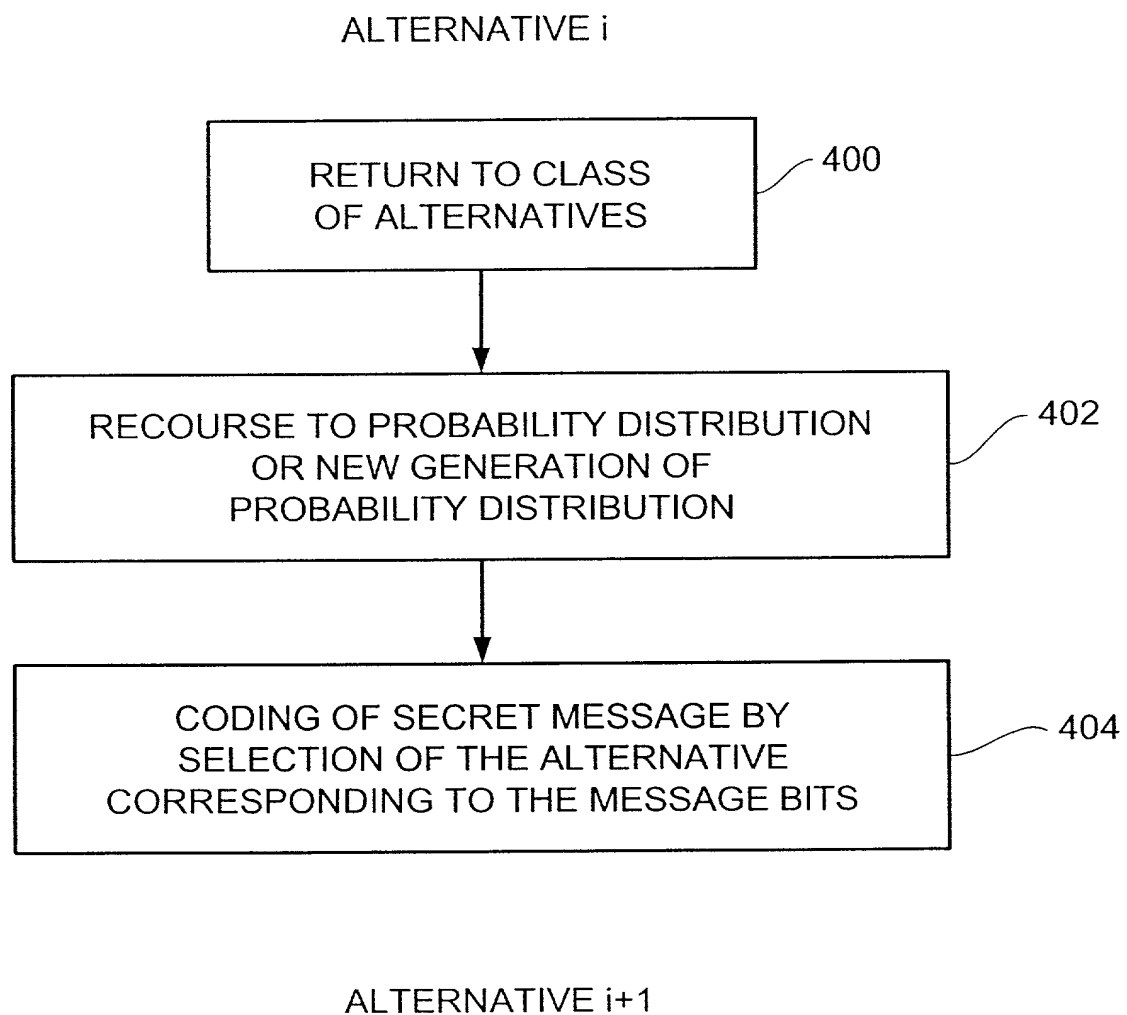 ALTERNATIVE i
RETURN TO CLASS
OF ALTERNATIVES
400
RECOURSE TO PROBABILITY DISTRIBUTION
OR NEW GENERATION OF
PROBABILITY DISTRIBUTION
402
CODING OF SECRET MESSAGE BY
SELECTION OF THE ALTERNATIVE
CORRESPONDING TO THE MESSAGE BITS
404
ALTERNATIVE i+1